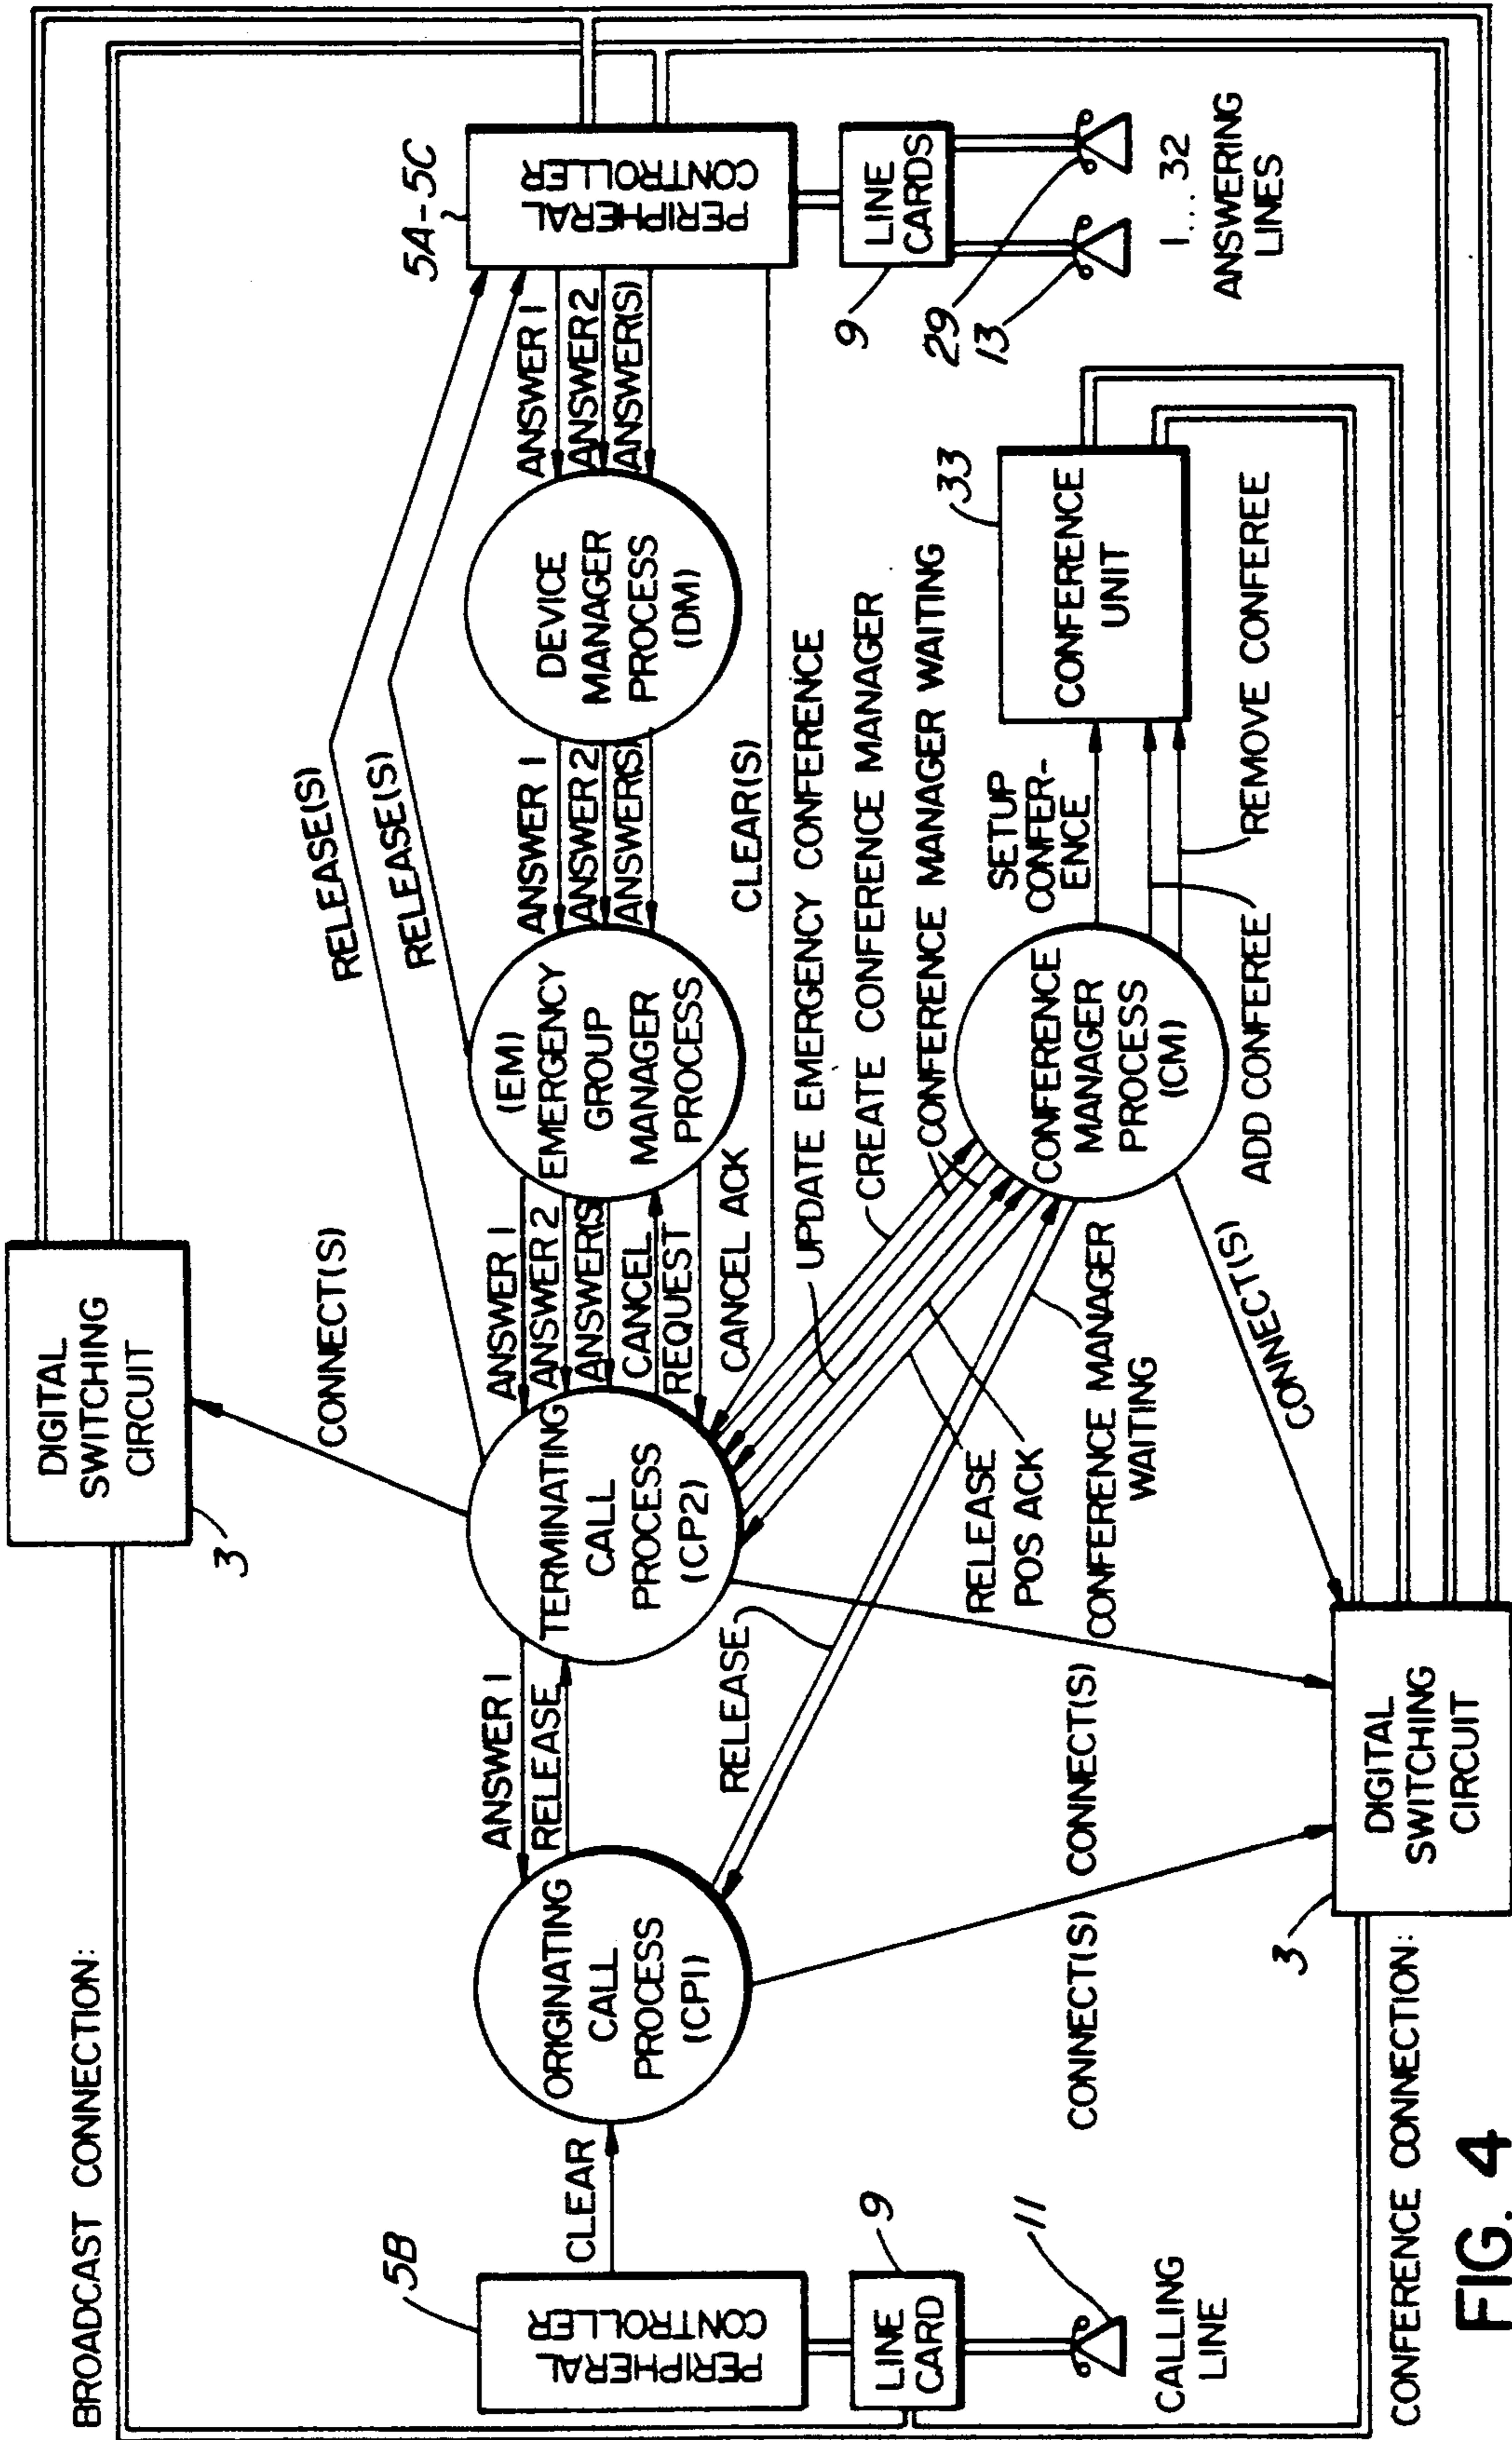 BROADCAST CONNECTION:
DIGITAL
SWITCHING
CIRCUIT
3
CONNECT(S)
RELEASE(S)
RELEASE(S)
5B
PERIPHERAL
CONTROLLER
CLEAR
ORIGINATING
CALL
PROCESS
(CP1)
ANSWER 1
RELEASE
TERMINATING
CALL
PROCESS
(CP2)
ANSWER 1
ANSWER 2
ANSWER(S)
CANCEL
REQUEST
CANCEL ACK
(EM)
EMERGENCY
GROUP
MANAGER
PROCESS
ANSWER 1
ANSWER 2
ANSWER(S)
DEVICE
MANAGER
PROCESS
(DM)
ANSWER 1
ANSWER 2
ANSWER(S)
5A-5C
PERIPHERAL
CONTROLLER
CLEAR(S)
LINE
CARD
9
11
CALLING
LINE
RELEASE
UPDATE EMERGENCY CONFERENCE
CREATE CONFERENCE MANAGER
CONFERENCE MANAGER WAITING
RELEASE
POS ACK
CONFERENCE MANAGER
WAITING
CONFERENCE
MANAGER
PROCESS
(CM)
SETUP
CONFER-
ENCE
ADD CONFEREE
REMOVE CONFEREE
CONFERENCE
UNIT
33
LINE
CARDS
9
29
13
1...32
ANSWERING
LINES
CONNECT(S)
CONNECT(S)
CONNECT(S)
DIGITAL
SWITCHING
CIRCUIT
3
CONFERENCE CONNECTION:
FIG. 4